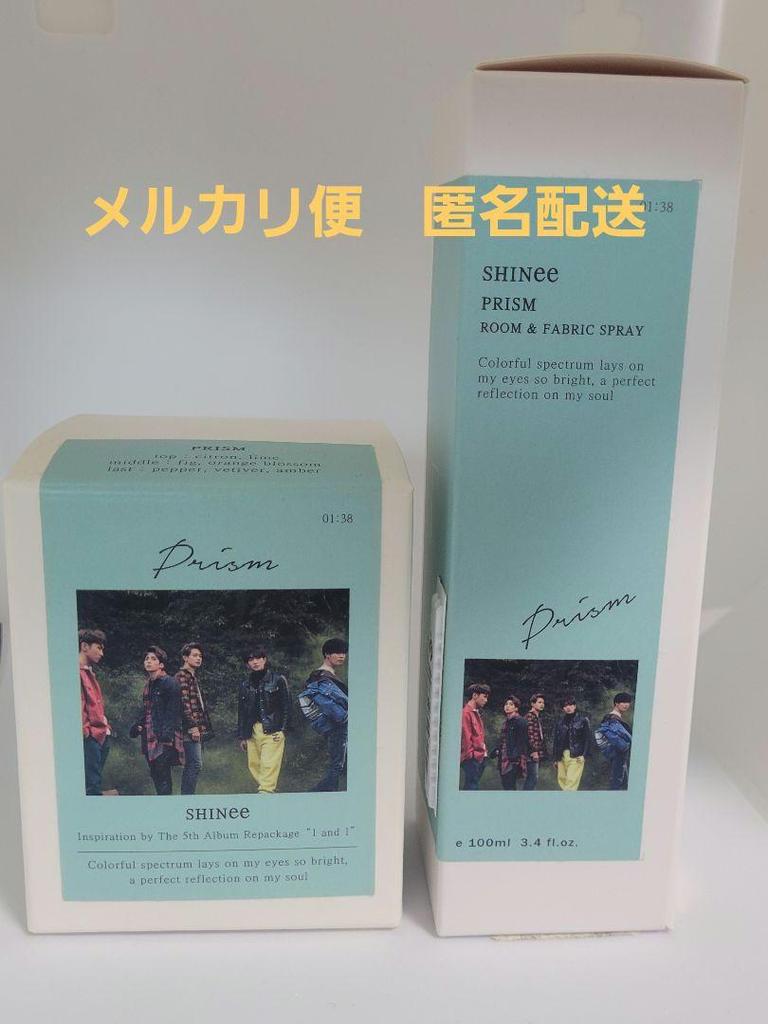 メルカリ便 匿名配送
01:38
SHINee
PRISM
ROOM & FABRIC SPRAY
Colorful spectrum lays on
my eyes so bright, a perfect
reflection on my soul
Prism
e 100ml 3.4 fl.oz.
PRISM
top : citron, lime
middle : fig, orange blossom
last : pepper, vetiver, amber
01:38
Prism
SHINee
Inspiration by The 5th Album Repackage "1 and 1"
Colorful spectrum lays on my eyes so bright,
a perfect reflection on my soul